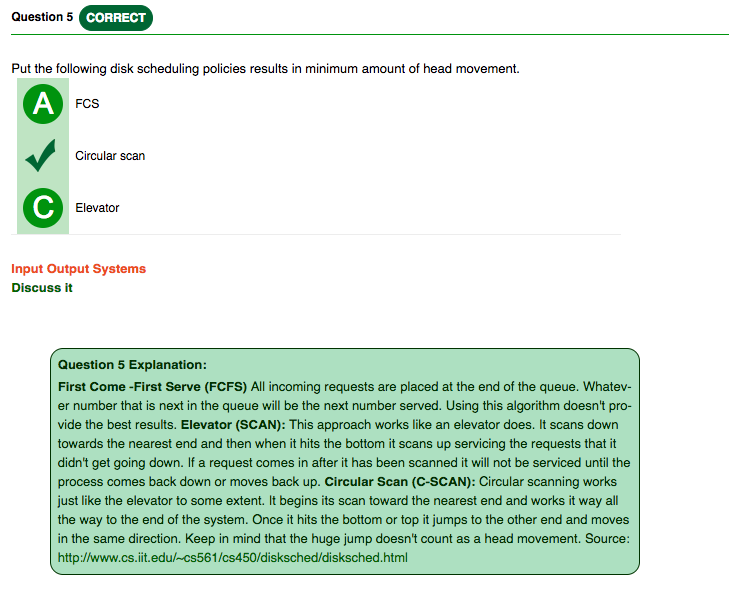 Question 5 CORRECT
Put the following disk scheduling policies results in minimum amount of head movement.
A FCS
Circular scan
C Elevator
Input Output Systems
Discuss it
Question 5 Explanation:
First Come -First Serve (FCFS) All incoming requests are placed at the end of the queue. Whatev-
er number that is next in the queue will be the next number served. Using this algorithm doesn't pro-
vide the best results. Elevator (SCAN): This approach works like an elevator does. It scans down
towards the nearest end and then when it hits the bottom it scans up servicing the requests that it
didn't get going down. If a request comes in after it has been scanned it will not be serviced until the
process comes back down or moves back up. Circular Scan (C-SCAN): Circular scanning works
just like the elevator to some extent. It begins its scan toward the nearest end and works it way all
the way to the end of the system. Once it hits the bottom or top it jumps to the other end and moves
in the same direction. Keep in mind that the huge jump doesn't count as a head movement. Source:
http://www.cs.iit.edu/~cs561/cs450/disksched/disksched.html